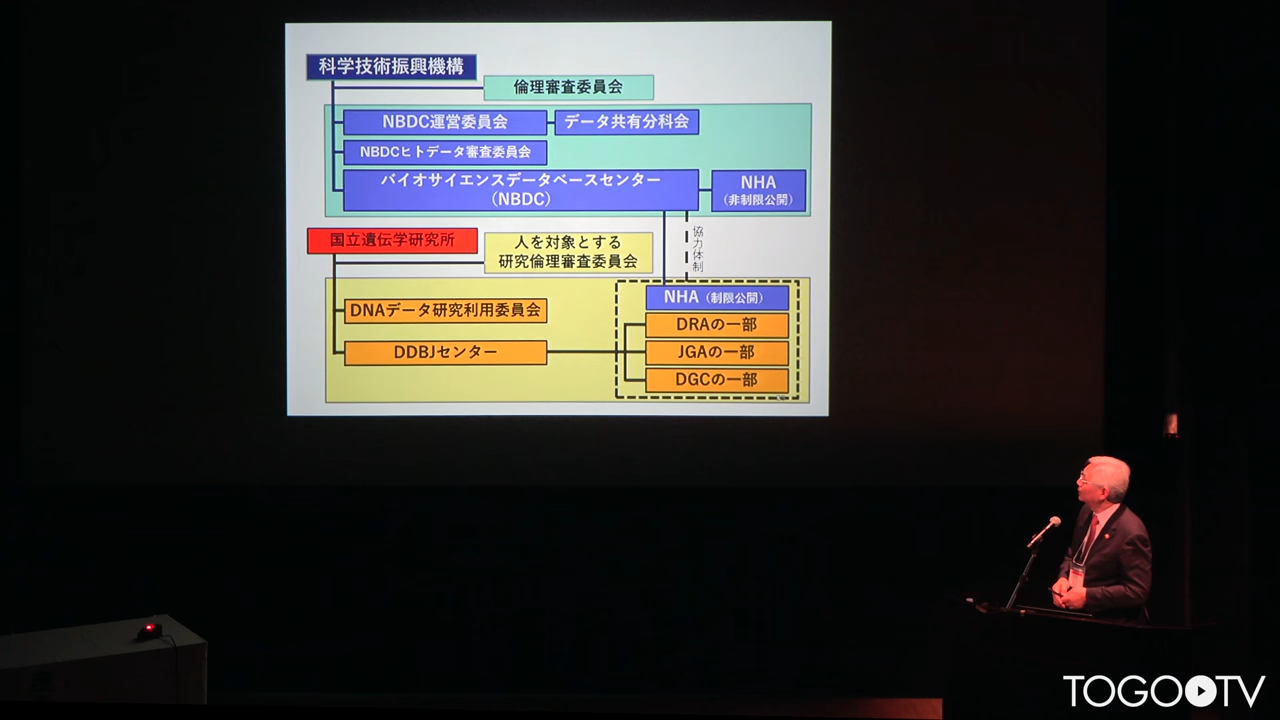 科学技術振興機構
倫理審査委員会
NBDC運営委員会
データ共有分科会
NBDCヒトデータ審査委員会
バイオサイエンスデータベースセンター
(NBDC)
NHA
(非制限公開)
協力体制
国立遺伝学研究所
人を対象とする
研究倫理審査委員会
DNAデータ研究利用委員会
DDBJセンター
NHA(制限公開)
DRAの一部
JGAの一部
DGCの一部
TOGOTV